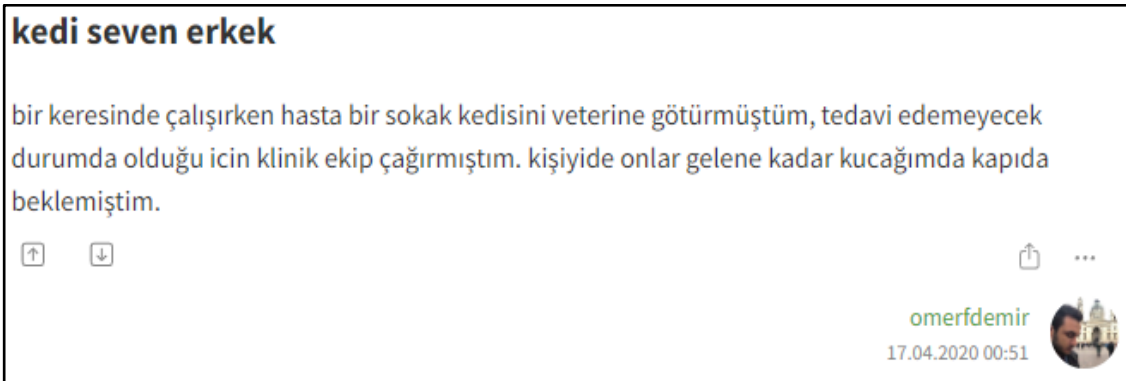 kedi seven erkek
bir keresinde çalışırken hasta bir sokak kedisini veterine götürmüştüm, tedavi edemeyecek
durumda olduğu icin klinik ekip çağırmıştım. kişiyide onlar gelene kadar kucağımda kapıda
beklemiştim.
omerfdemir
17.04.2020 00:51